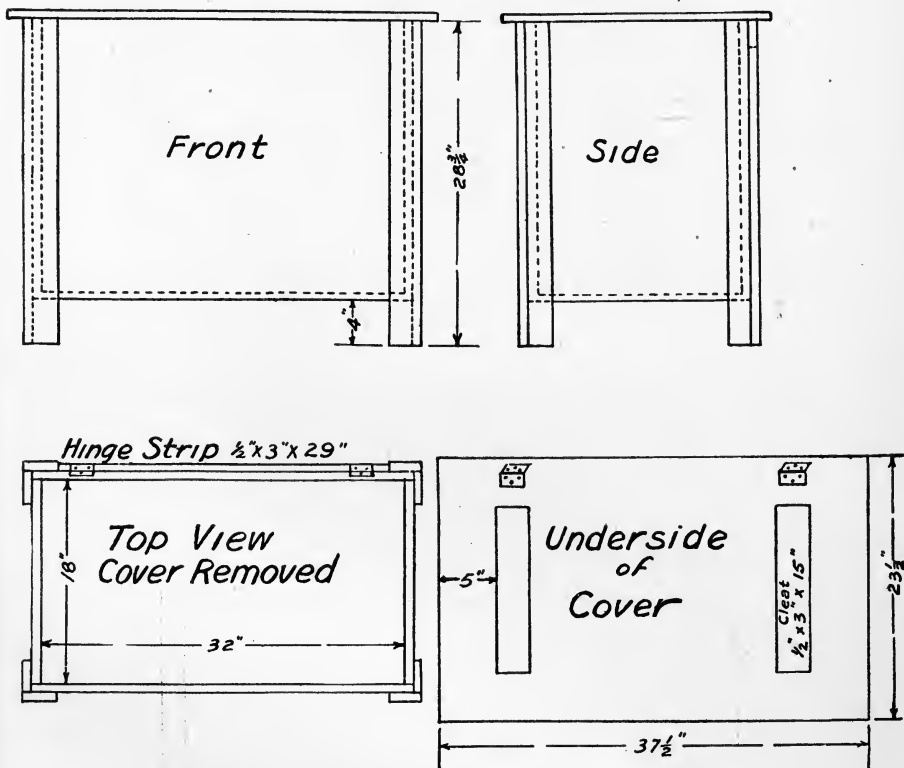 Front
28¾"
4"
Side
Hinge Strip ½"x3"x29"
Top View
Cover Removed
18"
32"
Underside
of
Cover
5"
Cleat
½"x3"x15"
23½"
37½"